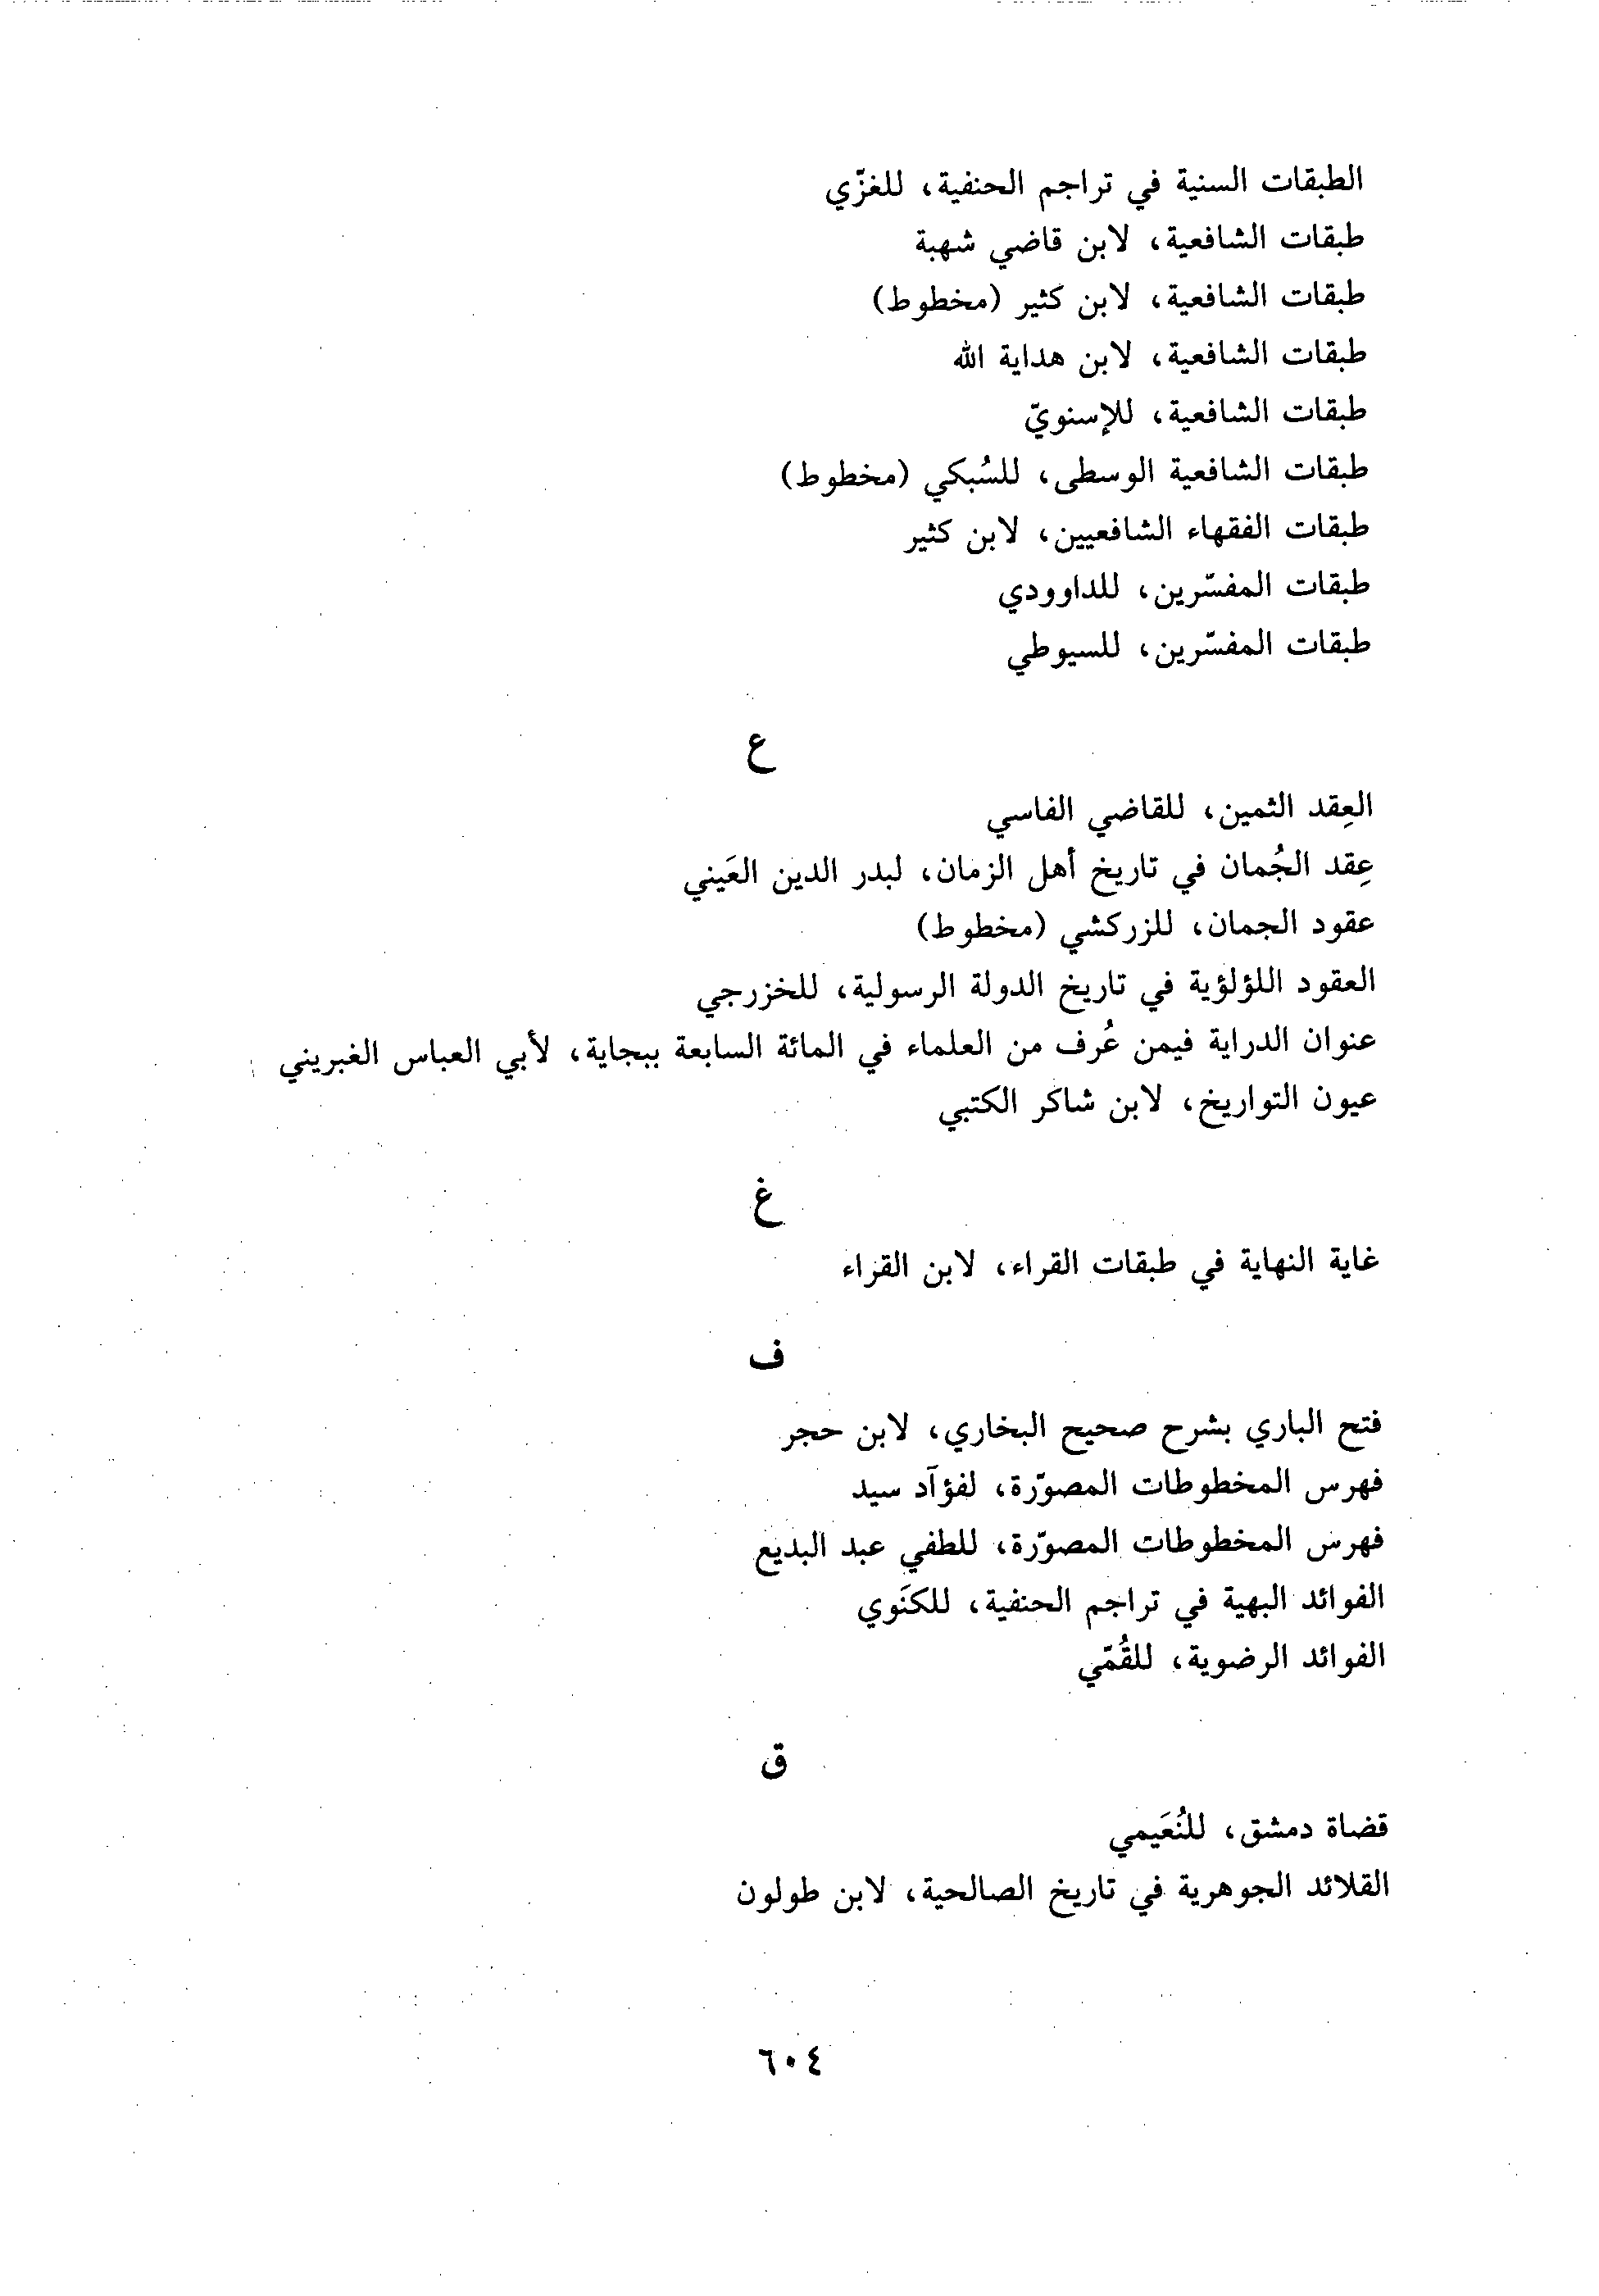 الطبقات السنية في تراجم الحنفية، للغزّي
طبقات الشافعية، لابن قاضي شهبة
طبقات الشافعية، لابن كثير (مخطوط)
طبقات الشافعية، لابن هداية الله
طبقات الشافعية، للإسنويّ
طبقات الشافعية الوسطى، للسُبكي (مخطوط)
طبقات الفقهاء الشافعيين، لابن كثير
طبقات المفسّرين، للداوودي
طبقات المفسّرين، للسيوطي
ع
العِقد الثمين، للقاضي الفاسي
عِقد الجُمان في تاريخ أهل الزمان، لبدر الدين العَيني
عقود الجمان، للزركشي (مخطوط)
العقود اللؤلؤية في تاريخ الدولة الرسولية، للخزرجي
عنوان الدراية فيمن عُرف من العلماء في المائة السابعة ببجاية، لأبي العباس الغبريني
عيون التواريخ، لابن شاكر الكتبي
غ
غاية النهاية في طبقات القراء، لابن القراء
ف
فتح الباري بشرح صحيح البخاري، لابن حجر
فهرس المخطوطات المصوّرة، لفؤآد سيد
فهرس المخطوطات المصوّرة، للطفي عبد البديع
الفوائد البهية في تراجم الحنفية، للكنَوي
الفوائد الرضوية، للقُمّي
ق
قضاة دمشق، للنُعَيمي
القلائد الجوهرية في تاريخ الصالحية، لابن طولون
٦٠٤